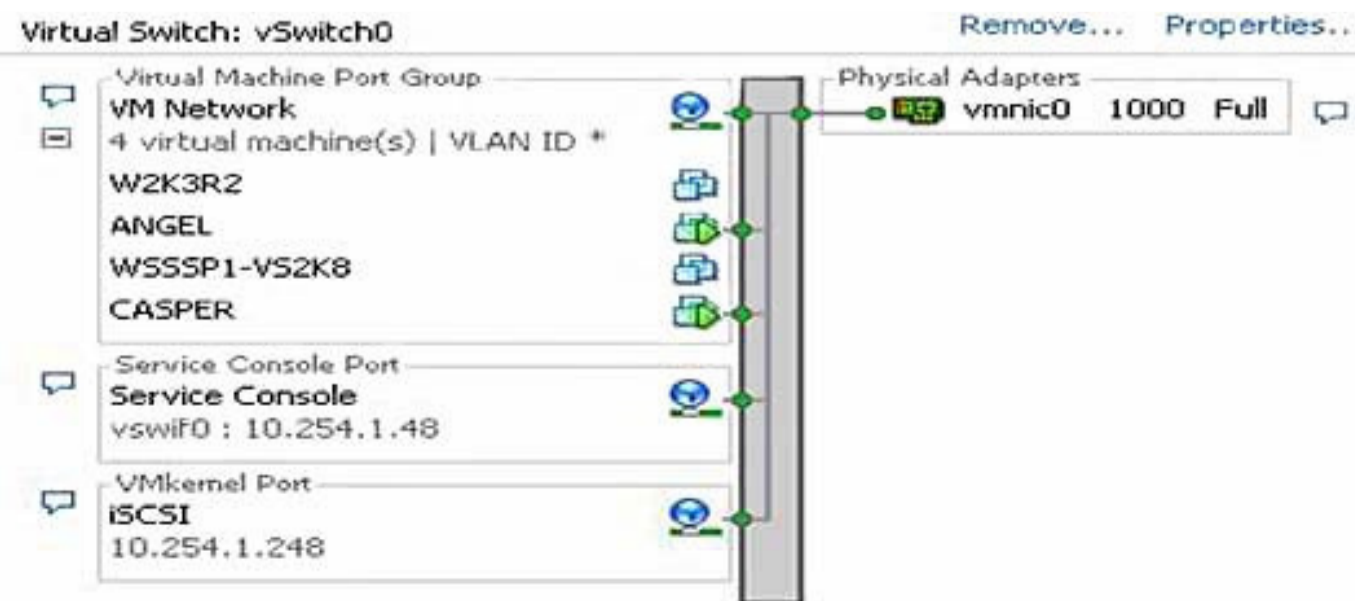 Virtual Switch: vSwitch0
Remove... Properties..
Virtual Machine Port Group
VM Network
4 virtual machine(s) | VLAN ID *
W2K3R2
ANGEL
WSSSP1-VS2K8
CASPER
Service Console Port
Service Console
vswif0 : 10.254.1.48
VMkernel Port
iSCSI
10.254.1.248
Physical Adapters
vmnic0 1000 Full